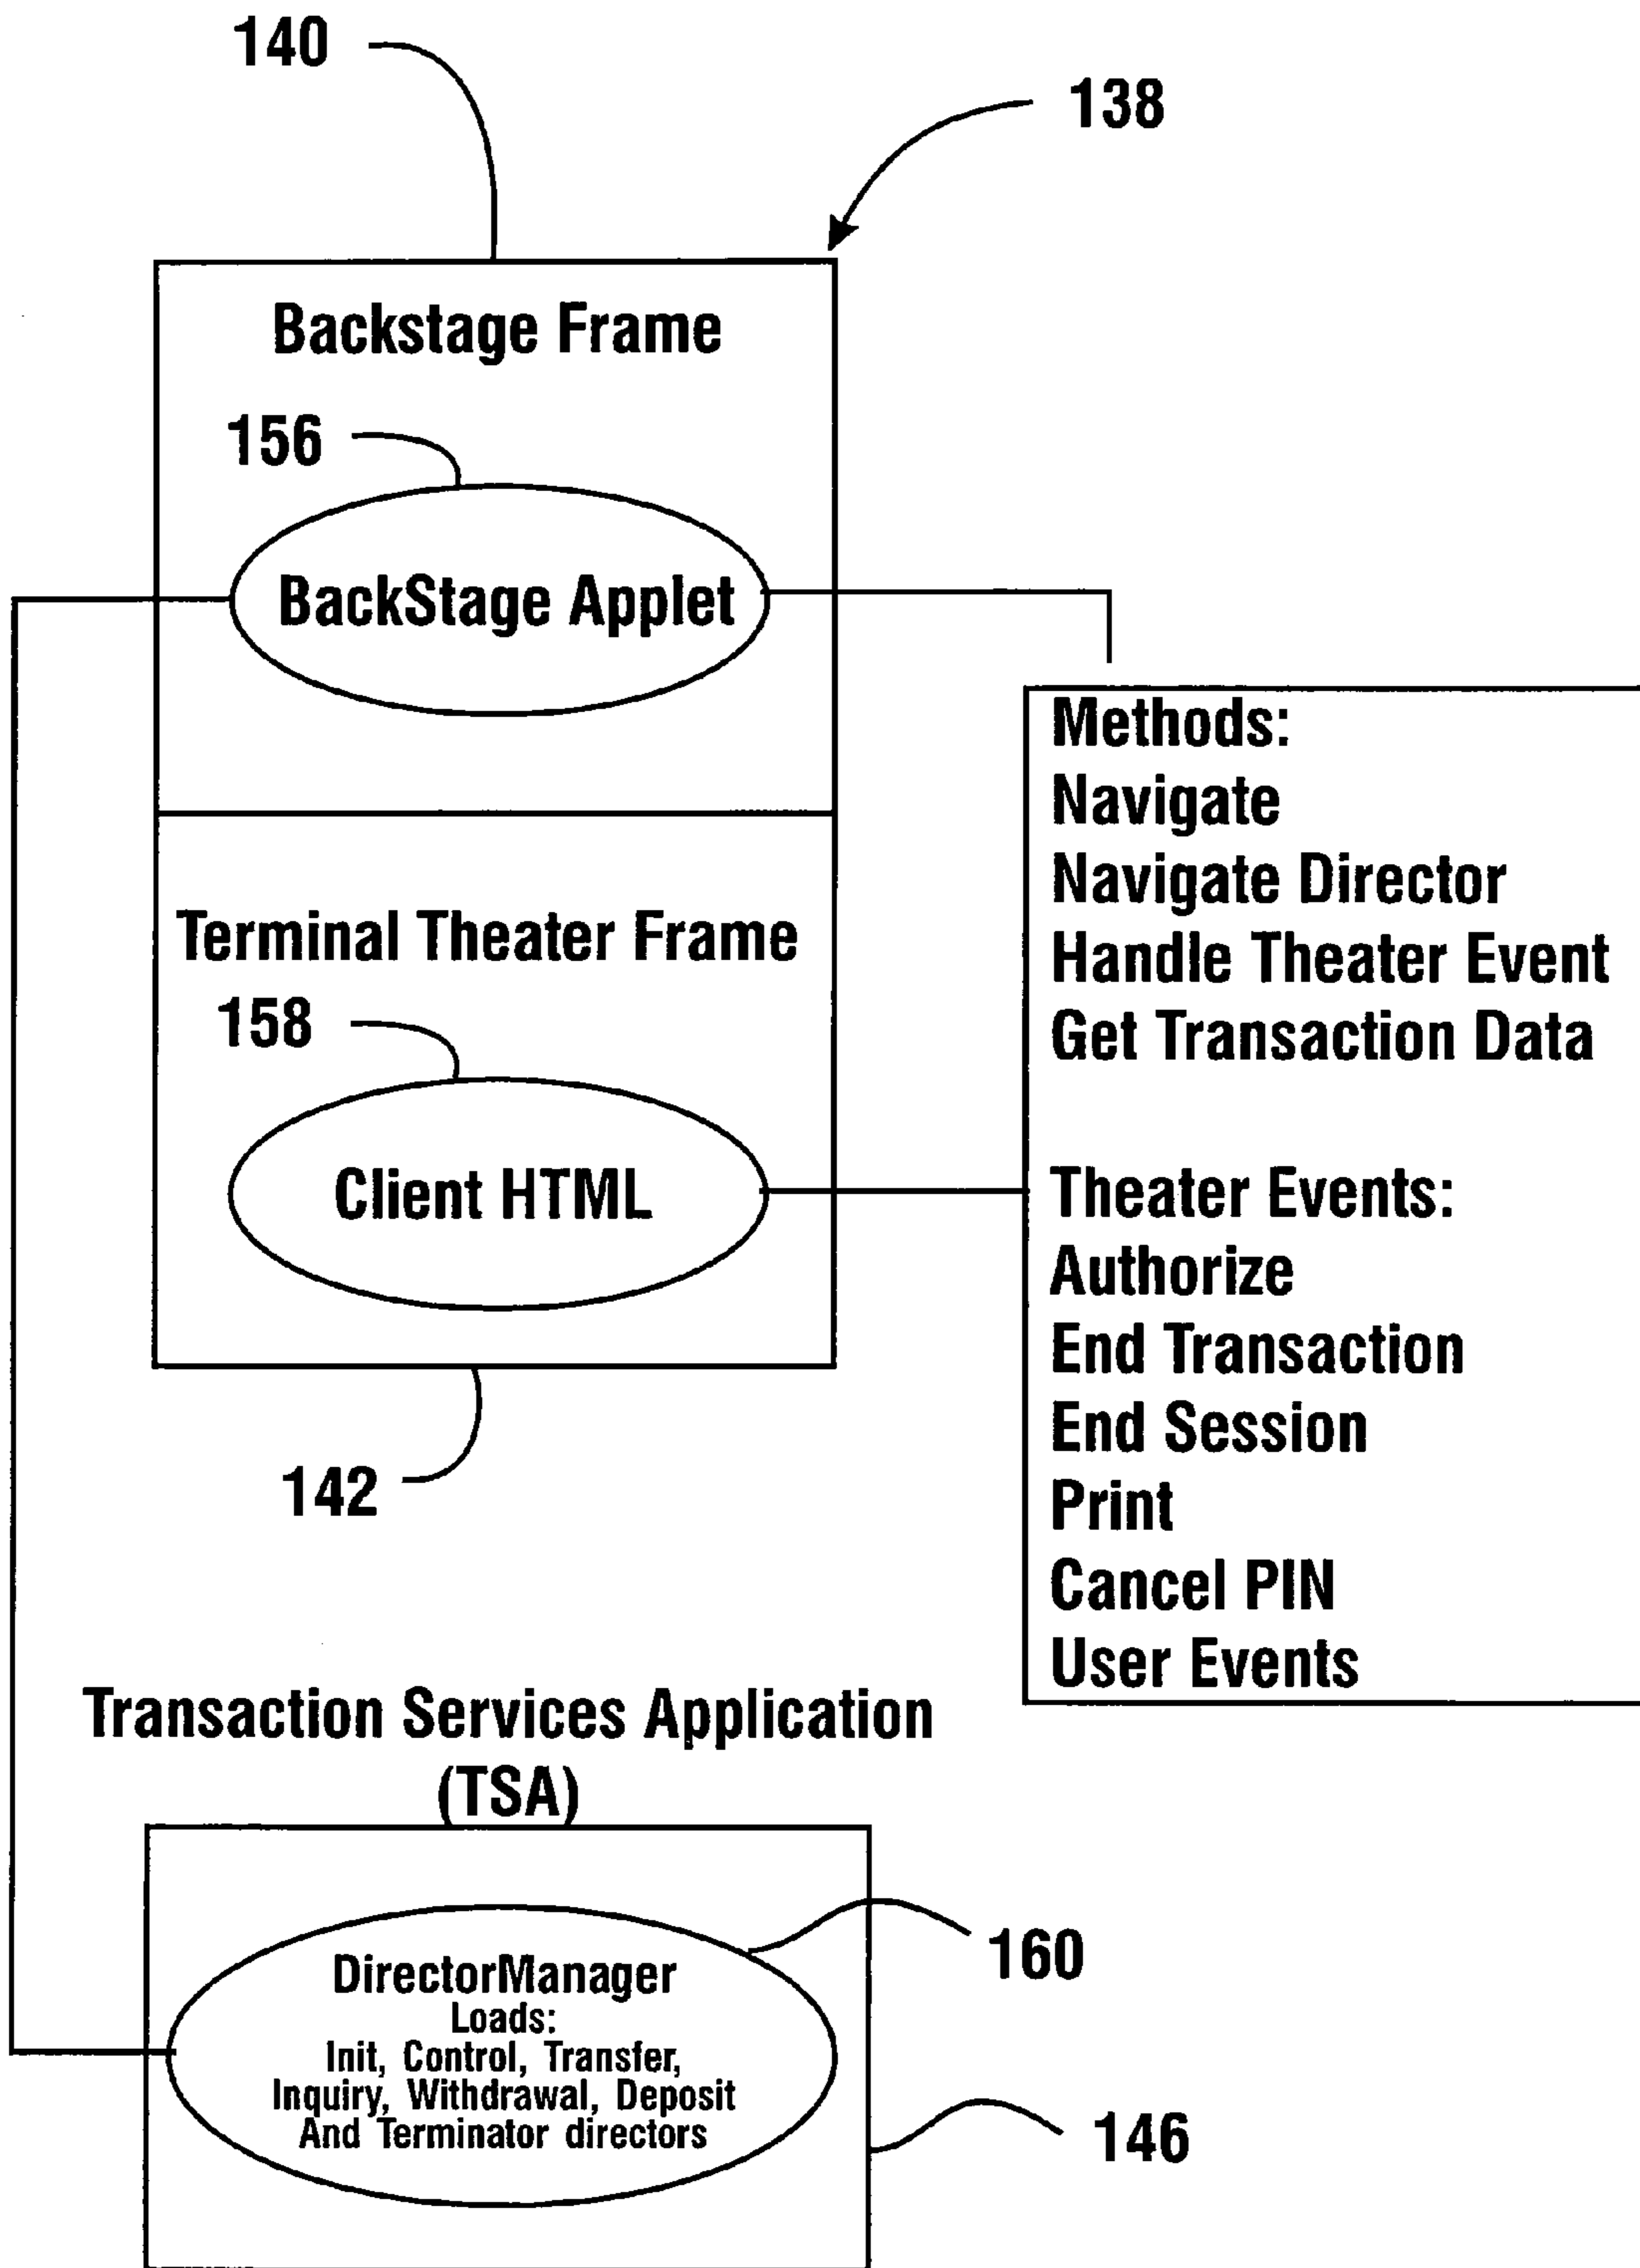 140
138
Backstage Frame
156
BackStage Applet
Terminal Theater Frame
158
Client HTML
142
Methods:
Navigate
Navigate Director
Handle Theater Event
Get Transaction Data
Theater Events:
Authorize
End Transaction
End Session
Print
Cancel PIN
User Events
Transaction Services Application
(TSA)
DirectorManager
Loads:
Init, Control, Transfer,
Inquiry, Withdrawal, Deposit
And Terminator directors
160
146